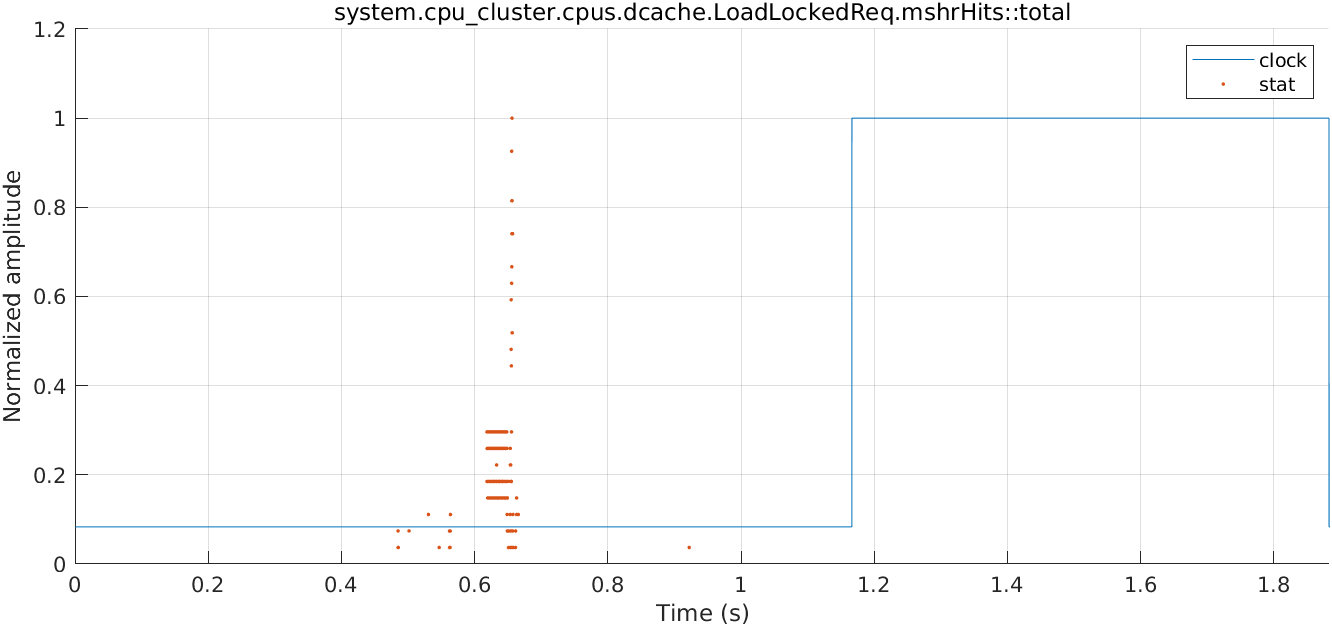 system.cpu_cluster.cpus.dcache.LoadLockedReq.mshrHits::total
clock
stat
Normalized amplitude
1.2
1
0.8
0.6
0.4
0.2
0
0 0.2 0.4 0.6 0.8 1 1.2 1.4 1.6 1.8
Time (s)